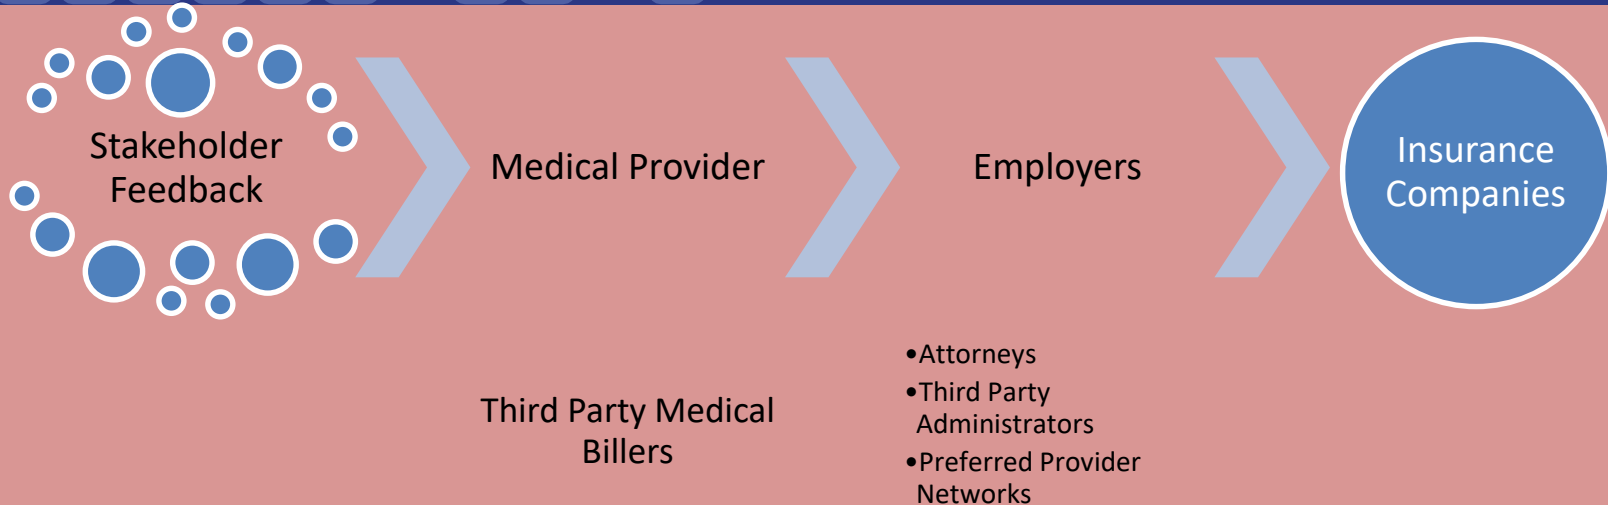 Stakeholder
Feedback
Medical Provider
Employers
Insurance
Companies
Third Party Medical
Billers
•Attorneys
•Third Party
Administrators
•Preferred Provider
Networks